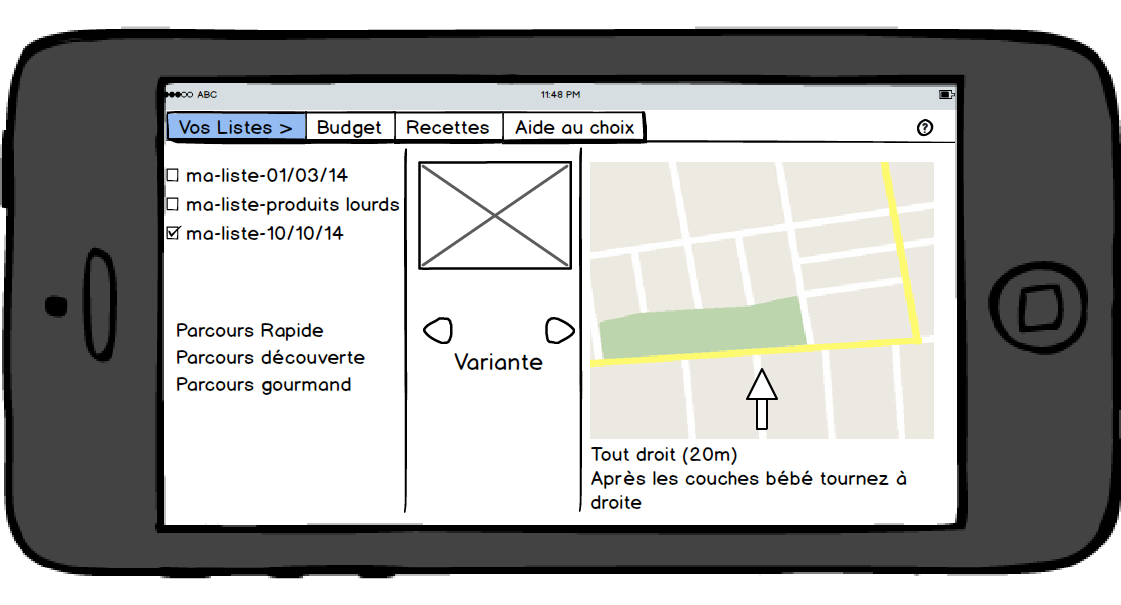 ABC
11:48 PM
Vos Listes > Budget Recettes Aide au choix
?
ma-liste-01/03/14
ma-liste-produits lourds
ma-liste-10/10/14
Parcours Rapide
Parcours découverte
Parcours gourmand
Variante
Tout droit (20m)
Après les couches bébé tournez à
droite